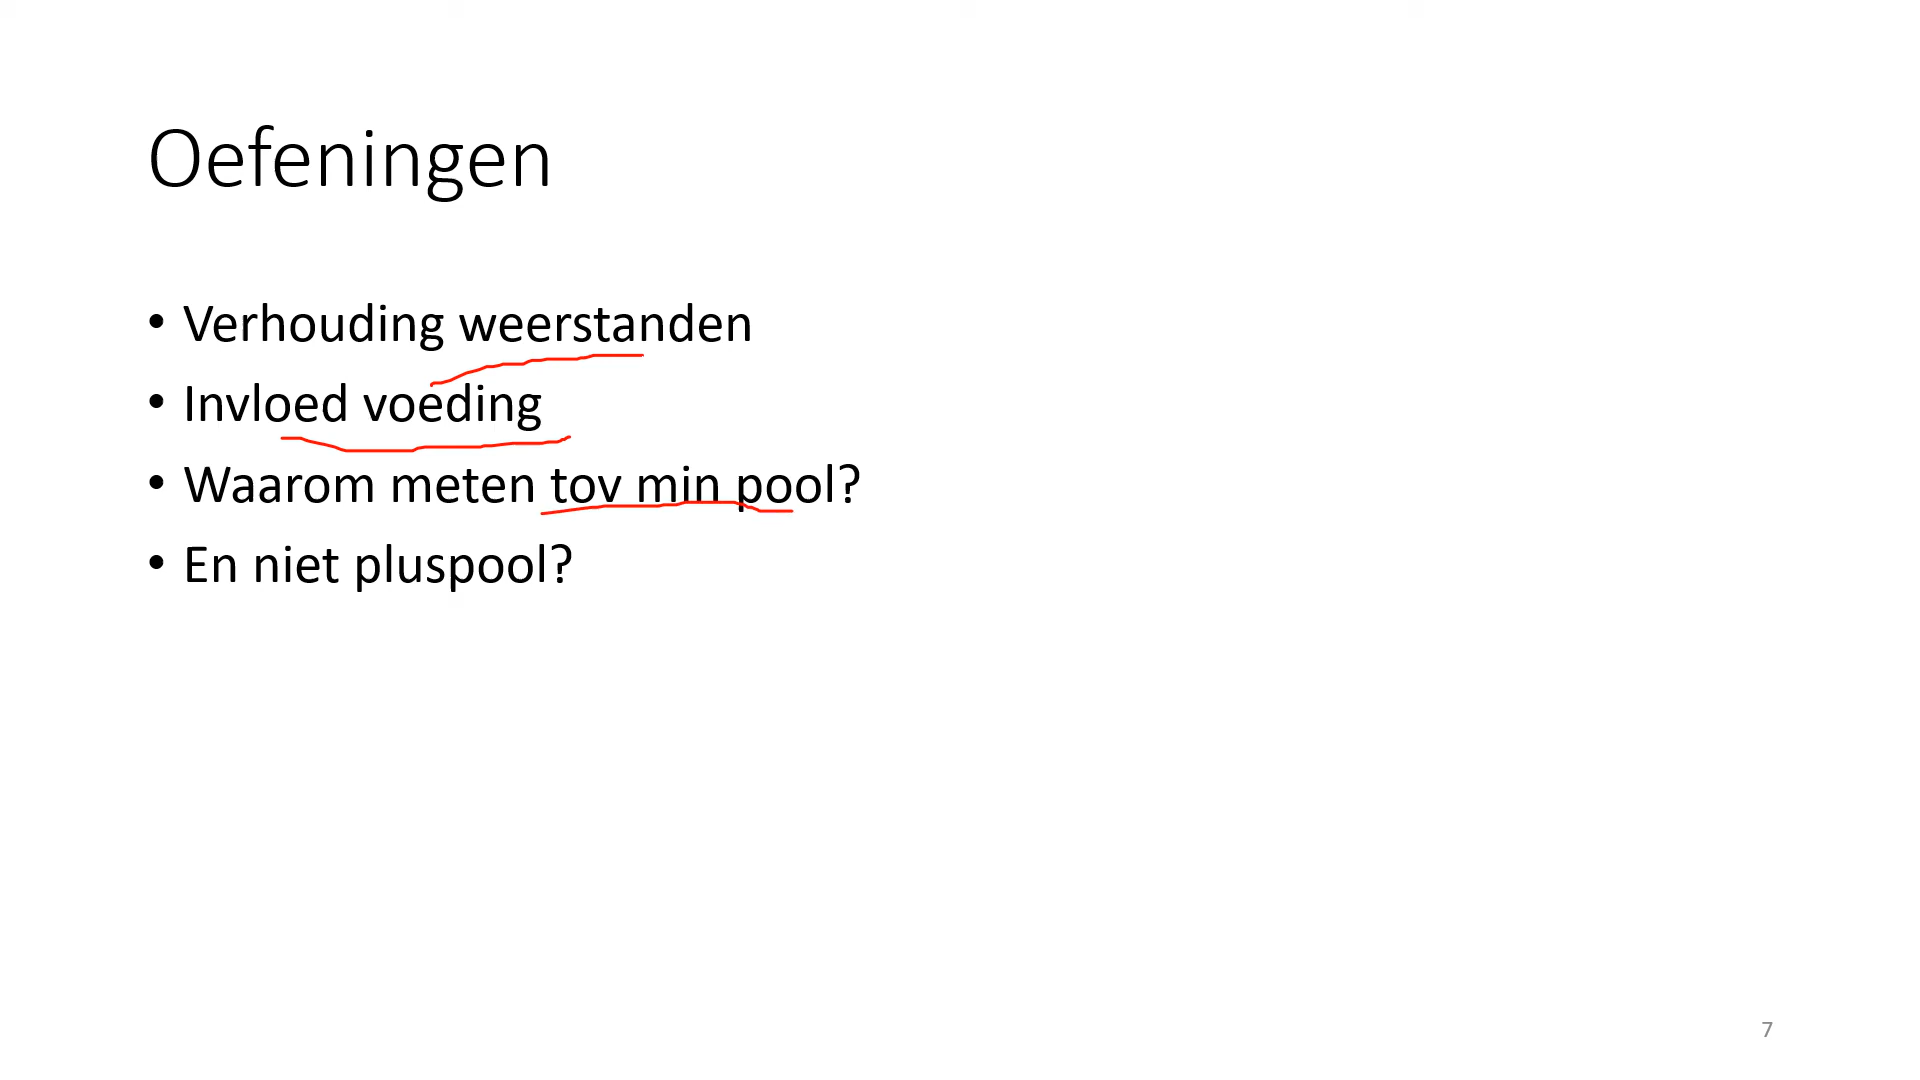 Oefeningen
• Verhouding weerstanden
• Invloed voeding
• Waarom meten tov min pool?
• En niet pluspool?
7